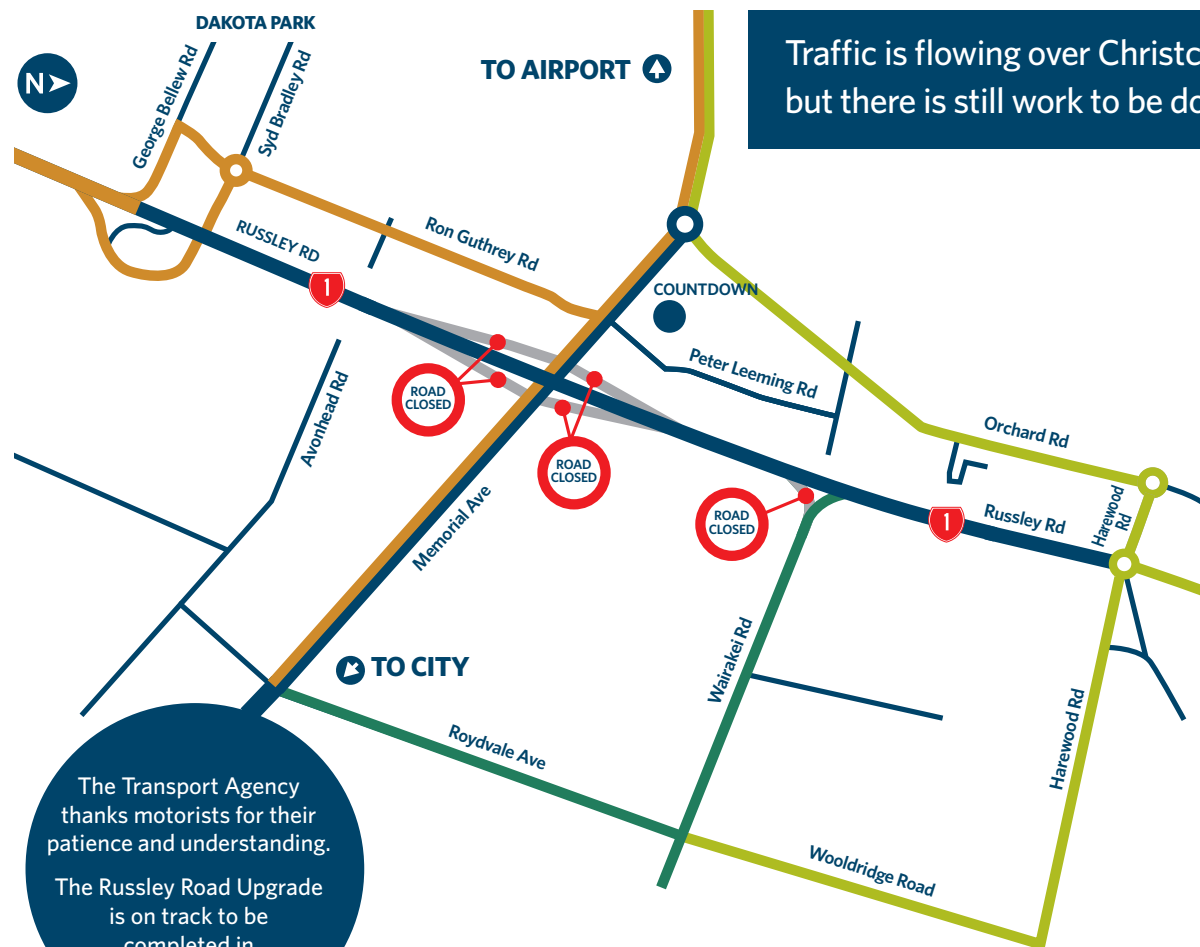 DAKOTA PARK
N
George Bellew Rd
Syd Bradley Rd
TO AIRPORT
Traffic is flowing over
but there is still work to be
RUSSLEY RD
1
Ron Guthrey Rd
COUNTDOWN
Peter Leeming Rd
Avonhead Rd
ROAD
CLOSED
ROAD
CLOSED
ROAD
CLOSED
Memorial Ave
Orchard Rd
Harewood
Rd
1
Russley Rd
TO CITY
Wairakei Rd
Roydvale Ave
Harewood Rd
Wooldridge Road
The Transport Agency
thanks motorists for their
patience and understanding.
The Russley Road Upgrade
is on track to be
completed in